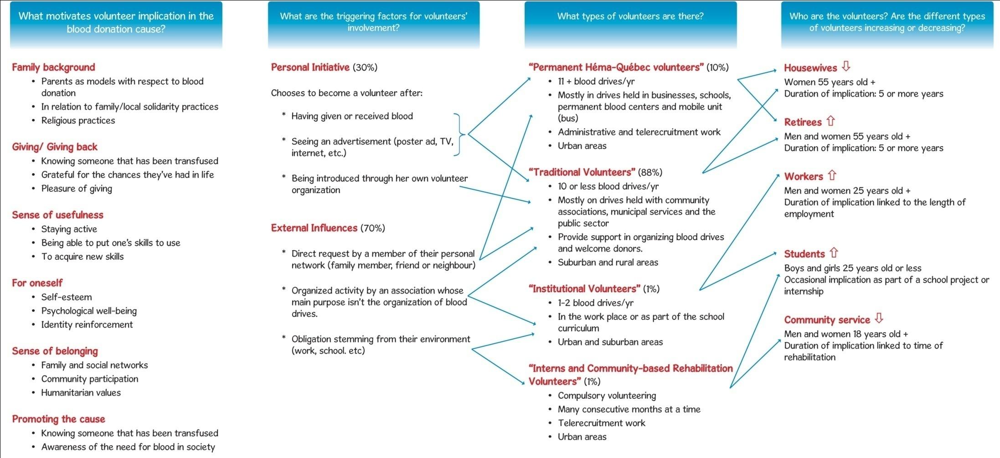 What motivates volunteer implication in the
blood donation cause?
Family background
• Parents as models with respect to blood
donation
• In relation to family/local solidarity practices
• Religious practices
Giving/ Giving back
• Knowing someone that has been transfused
• Grateful for the chances they've had in life
• Pleasure of giving
Sense of usefulness
• Staying active
• Being able to put one's skills to use
• To acquire new skills
For oneself
• Self-esteem
• Psychological well-being
• Identity reinforcement
Sense of belonging
• Family and social networks
• Community participation
• Humanitarian values
Promoting the cause
• Knowing someone that has been transfused
• Awareness of the need for blood in society
What are the triggering factors for volunteers'
involvement?
Personal Initiative (30%)
Chooses to become a volunteer after:
* Having given or received blood
* Seeing an advertisement (poster ad, TV,
internet, etc.)
* Being introduced through her own volunteer
organization
External Influences (70%)
* Direct request by a member of their personal
network (family member, friend or neighbour)
* Organized activity by an association whose
main purpose isn't the organization of blood
drives.
* Obligation stemming from their environment
(work, school. etc)
What types of volunteers are there?
"Permanent Héma-Québec volunteers" (10%)
• 11 + blood drives/yr
• Mostly in drives held in businesses, schools,
permanent blood centers and mobile unit
(bus)
• Administrative and telerecruitment work
• Urban areas
"Traditional Volunteers" (88%)
• 10 or less blood drives/yr
• Mostly on drives held with community
associations, municipal services and the
public sector
• Provide support in organizing blood drives
and welcome donors.
• Suburban and rural areas
"Institutional Volunteers" (1%)
• 1-2 blood drives/yr
• In the work place or as part of the school
curriculum
• Urban and suburban areas
"Interns and Community-based Rehabilitation
Volunteers" (1%)
• Compulsory volunteering
• Many consecutive months at a time
• Telerecruitment work
• Urban areas
Who are the volunteers? Are the different types
of volunteers increasing or decreasing?
Housewives ⇩
Women 55 years old +
Duration of implication: 5 or more years
Retirees ⇧
Men and women 55 years old +
Duration of implication: 5 or more years
Workers ⇧
Men and women 25 years old +
Duration of implication linked to the length of
employment
Students ⇧
Boys and girls 25 years old or less
Occasional implication as part of a school project or
internship
Community service ⇩
Men and women 18 years old +
Duration of implication linked to time of
rehabilitation